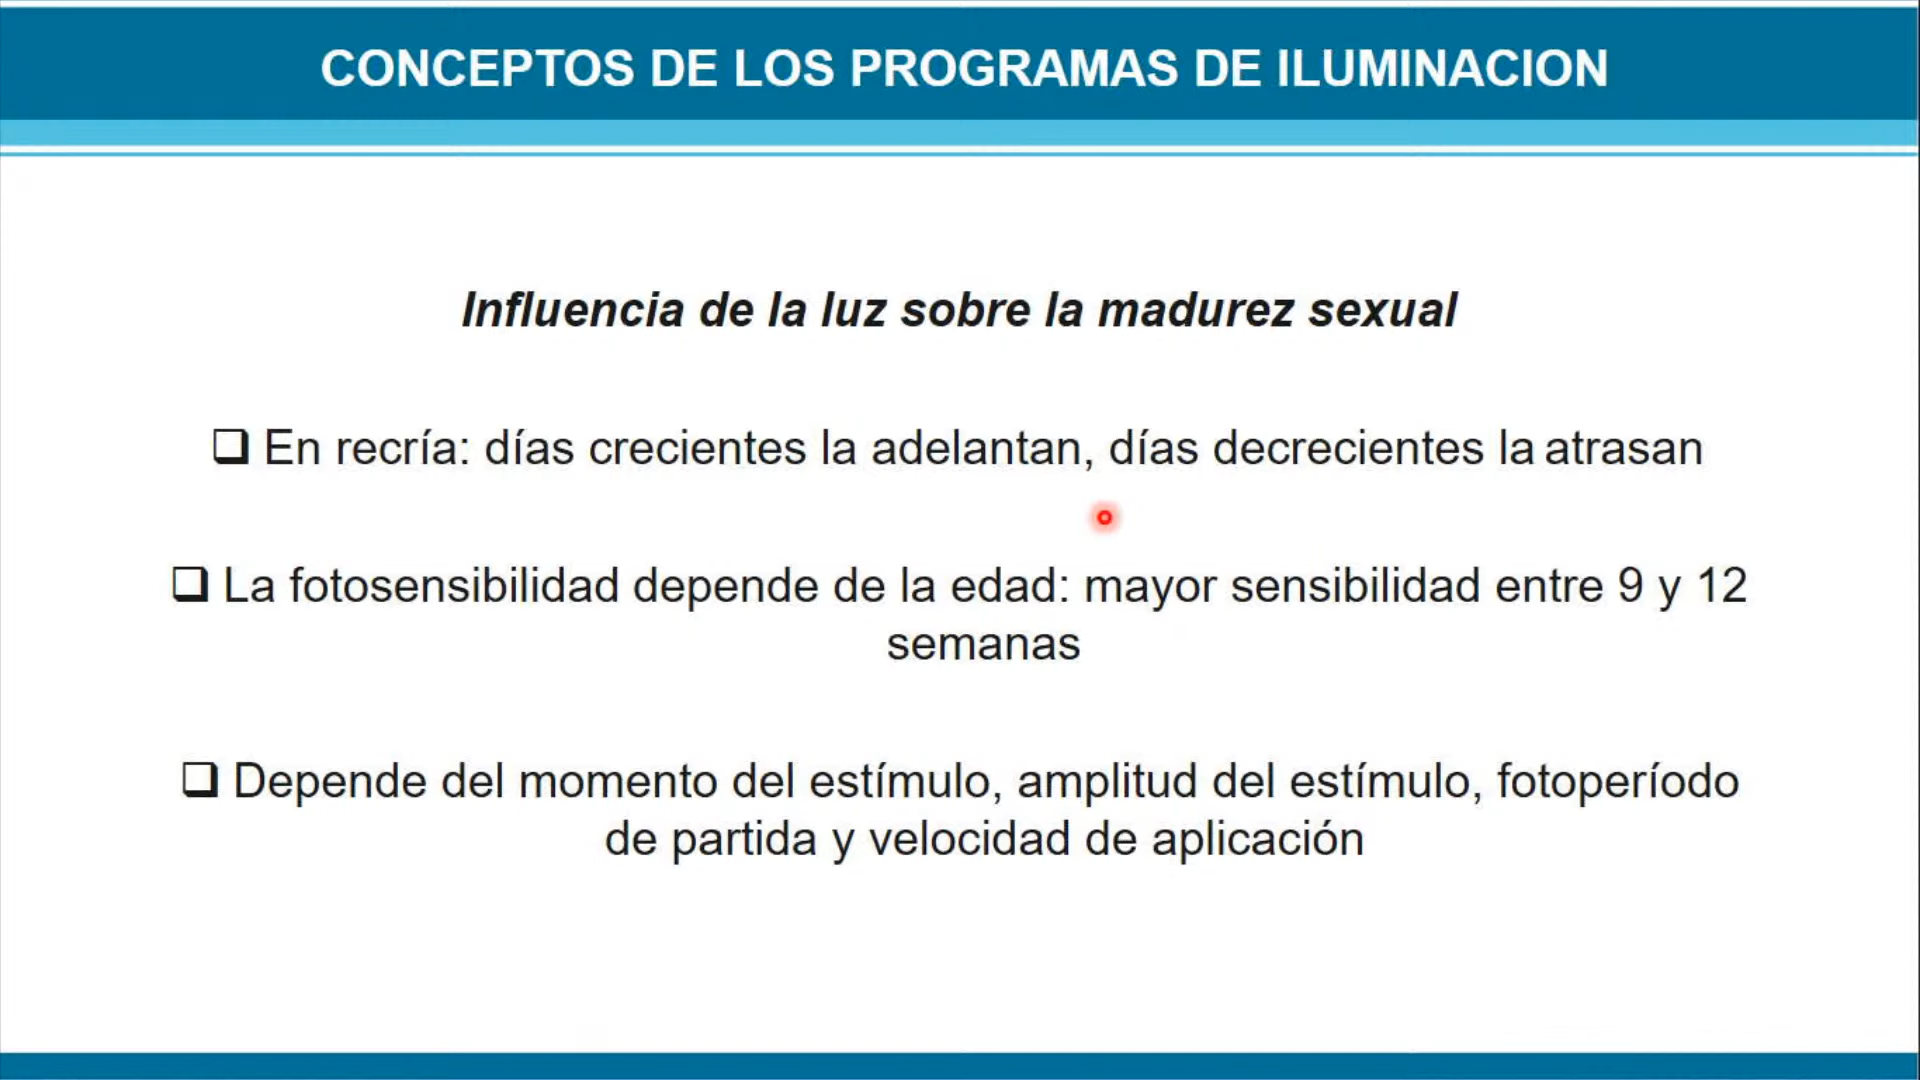 CONCEPTOS DE LOS PROGRAMAS DE ILUMINACION
Influencia de la luz sobre la madurez sexual
❑ En recría: días crecientes la adelantan, días decrecientes la atrasan
❑ La fotosensibilidad depende de la edad: mayor sensibilidad entre 9 y 12
semanas
❑ Depende del momento del estímulo, amplitud del estímulo, fotoperíodo
de partida y velocidad de aplicación